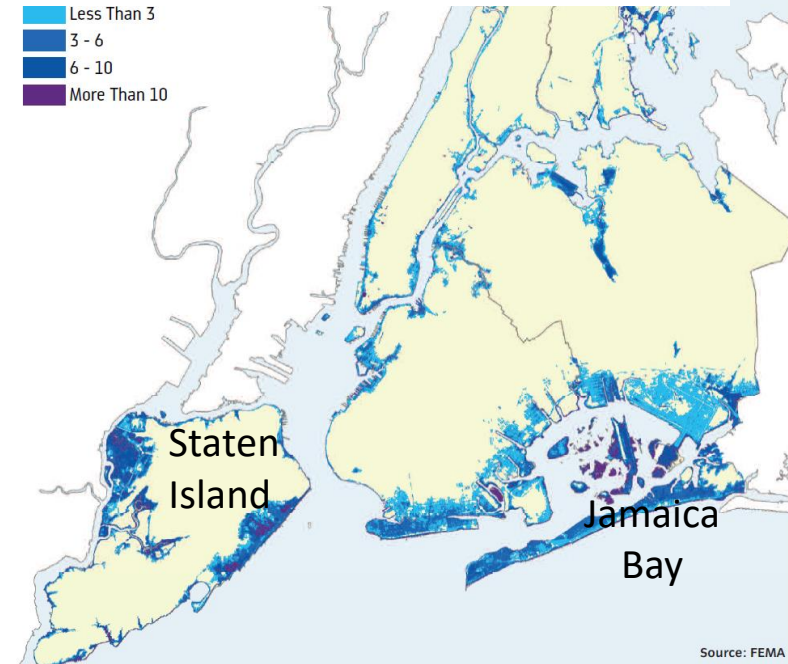 Less Than 3
3 - 6
6 - 10
More Than 10
Staten
Island
Jamaica
Bay
Source: FEMA